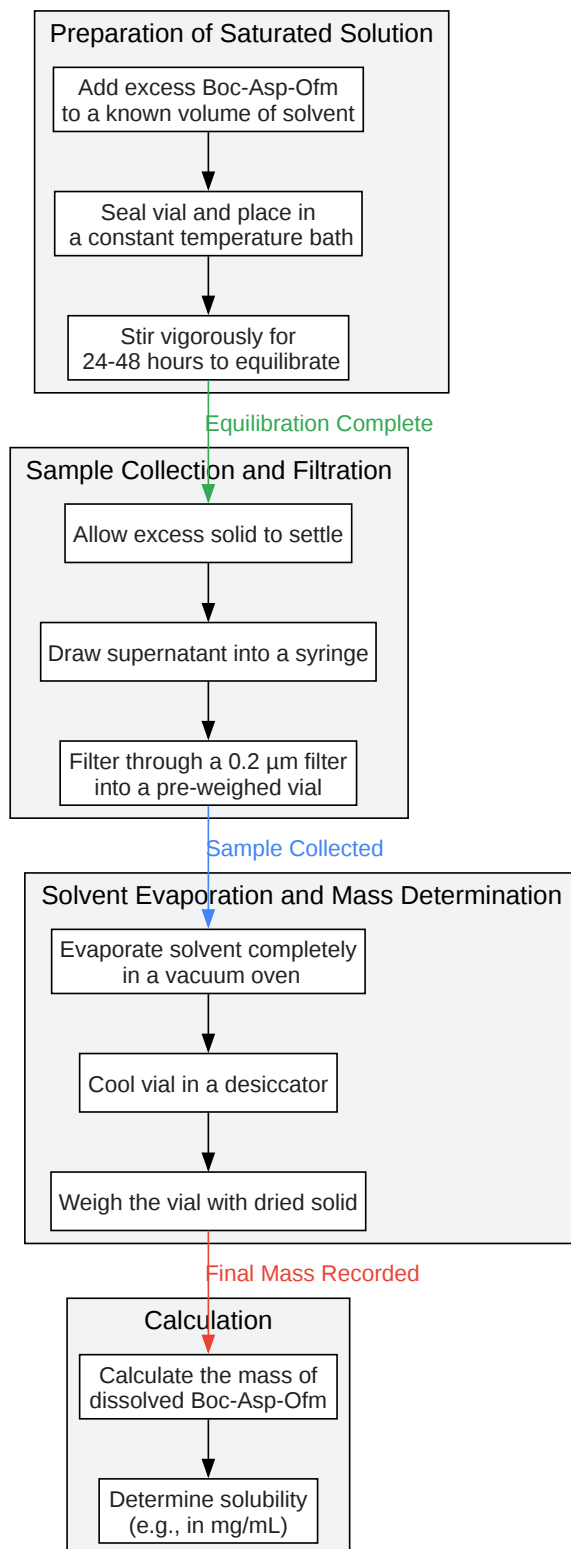 Preparation of Saturated Solution
Add excess Boc-Asp-Ofm
to a known volume of solvent
Seal vial and place in
a constant temperature bath
Stir vigorously for
24-48 hours to equilibrate
Equilibration Complete
Sample Collection and Filtration
Allow excess solid to settle
Draw supernatant into a syringe
Filter through a 0.2 µm filter
into a pre-weighed vial
Sample Collected
Solvent Evaporation and Mass Determination
Evaporate solvent completely
in a vacuum oven
Cool vial in a desiccator
Weigh the vial with dried solid
Final Mass Recorded
Calculation
Calculate the mass of
dissolved Boc-Asp-Ofm
Determine solubility
(e.g., in mg/mL)